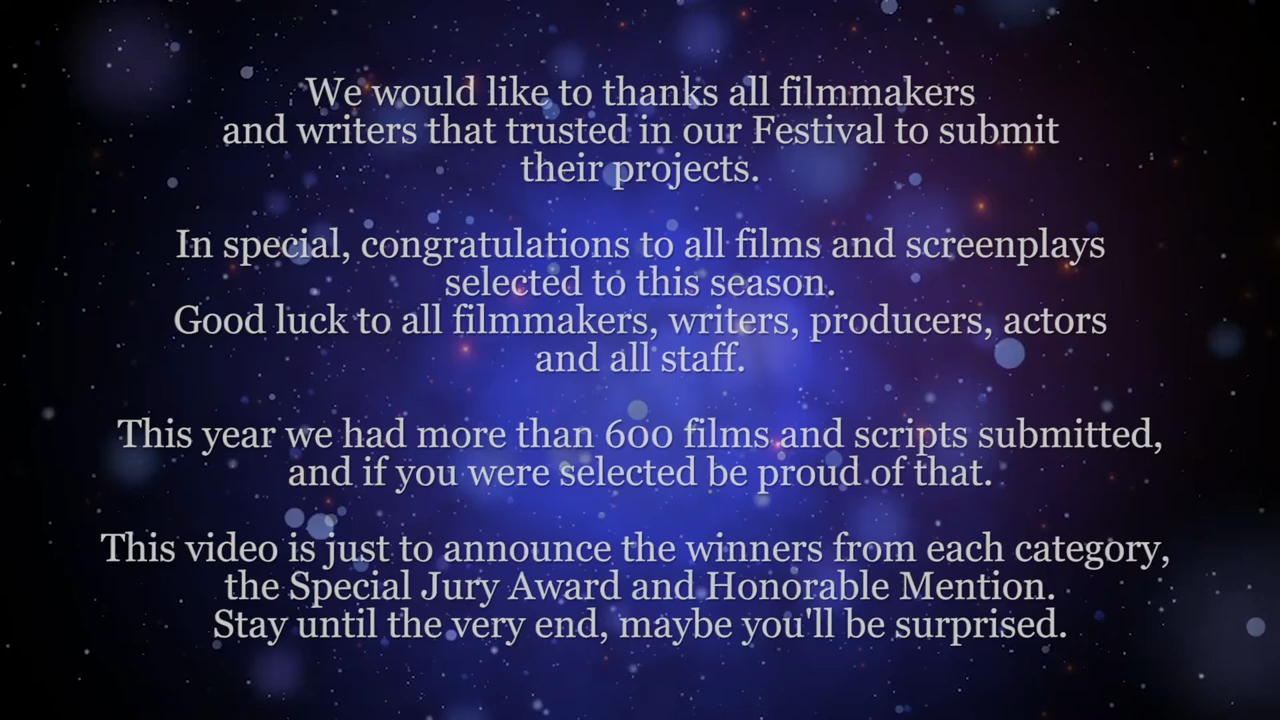 We would like to thanks all filmmakers
and writers that trusted in our Festival to submit
their projects.
In special, congratulations to all films and screenplays
selected to this season.
Good luck to all filmmakers, writers, producers, actors
and all staff.
This year we had more than 600 films and scripts submitted,
and if you were selected be proud of that.
This video is just to announce the winners from each category,
the Special Jury Award and Honorable Mention.
Stay until the very end, maybe you'll be surprised.